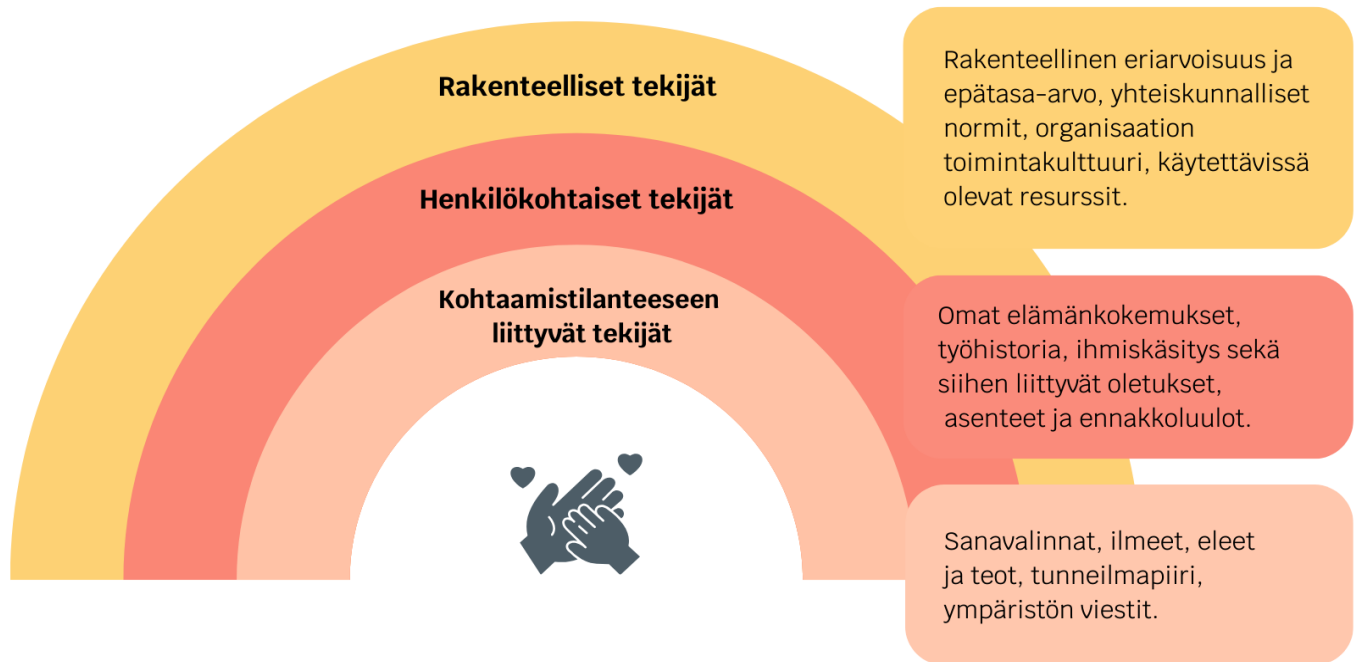 Rakenteelliset tekijät
Rakenteellinen eriarvoisuus ja
epätasa-arvo, yhteiskunnalliset
normit, organisaation
toimintakulttuuri, käytettävissä
olevat resurssit.
Henkilökohtaiset tekijät
Omat elämänkokemukset,
työhistoria, ihmiskäsitys sekä
siihen liittyvät oletukset,
asenteet ja ennakkoluulot.
Kohtaamistilanteeseen
liittyvät tekijät
Sanavalinnat, ilmeet, eleet
ja teot, tunneilmapiiri,
ympäristön viestit.